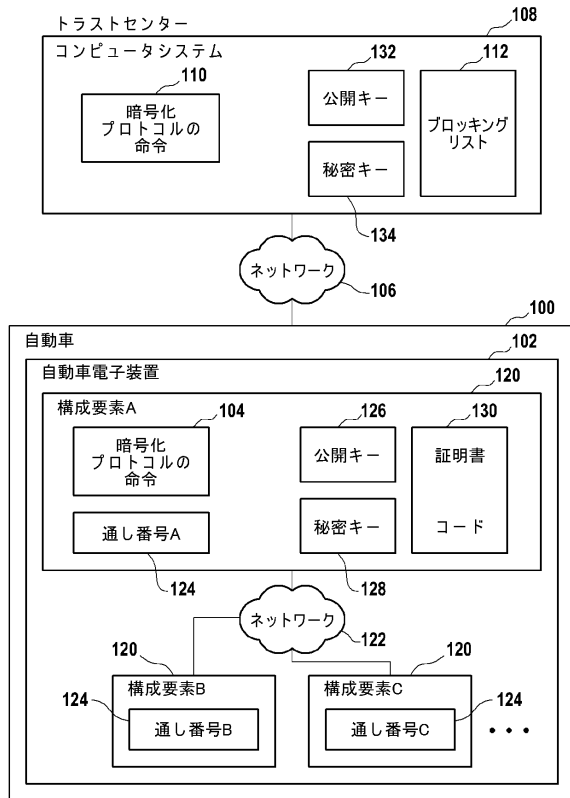 トラストセンター
108
コンピュータシステム
110
132
112
暗号化
プロトコルの
命令
公開キー
ブロッキング
リスト
秘密キー
134
ネットワーク
106
100
自動車
102
自動車電子装置
120
構成要素A
104
126
130
暗号化
プロトコルの
命令
公開キー
証明書
通し番号A
秘密キー
コード
124
128
ネットワーク
122
120
120
構成要素B
構成要素C
124
通し番号B
124
通し番号C
•••